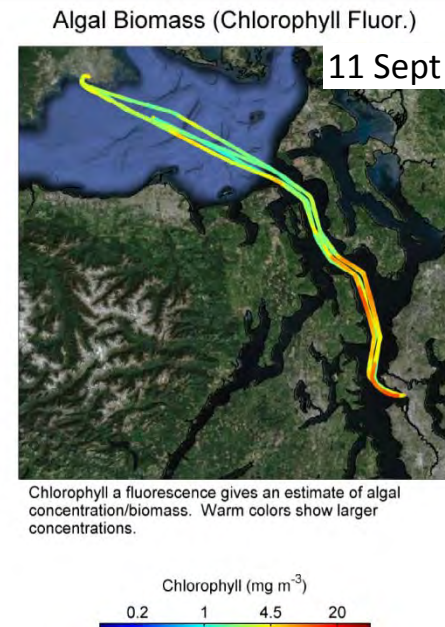 Algal Biomass (Chlorophyll Fluor.)
11 Sept
Chlorophyll a fluorescence gives an estimate of algal
concentration/biomass. Warm colors show larger
concentrations.
Chlorophyll (mg m⁻³)
0.2 1 4.5 20